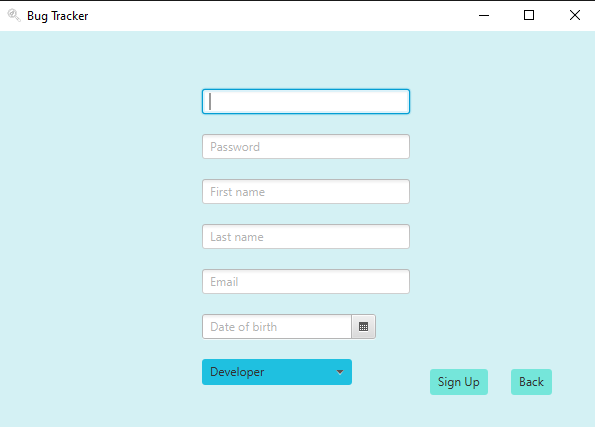 Bug Tracker
Password
First name
Last name
Email
Date of birth
Developer
Sign Up
Back